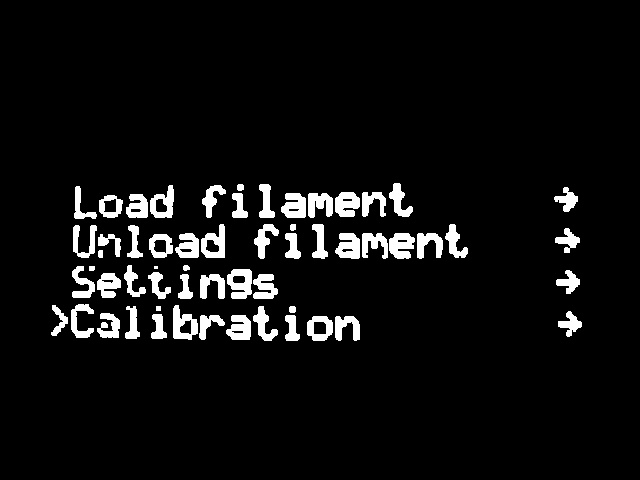 Load filament →
Unload filament →
Settings →
>Calibration →